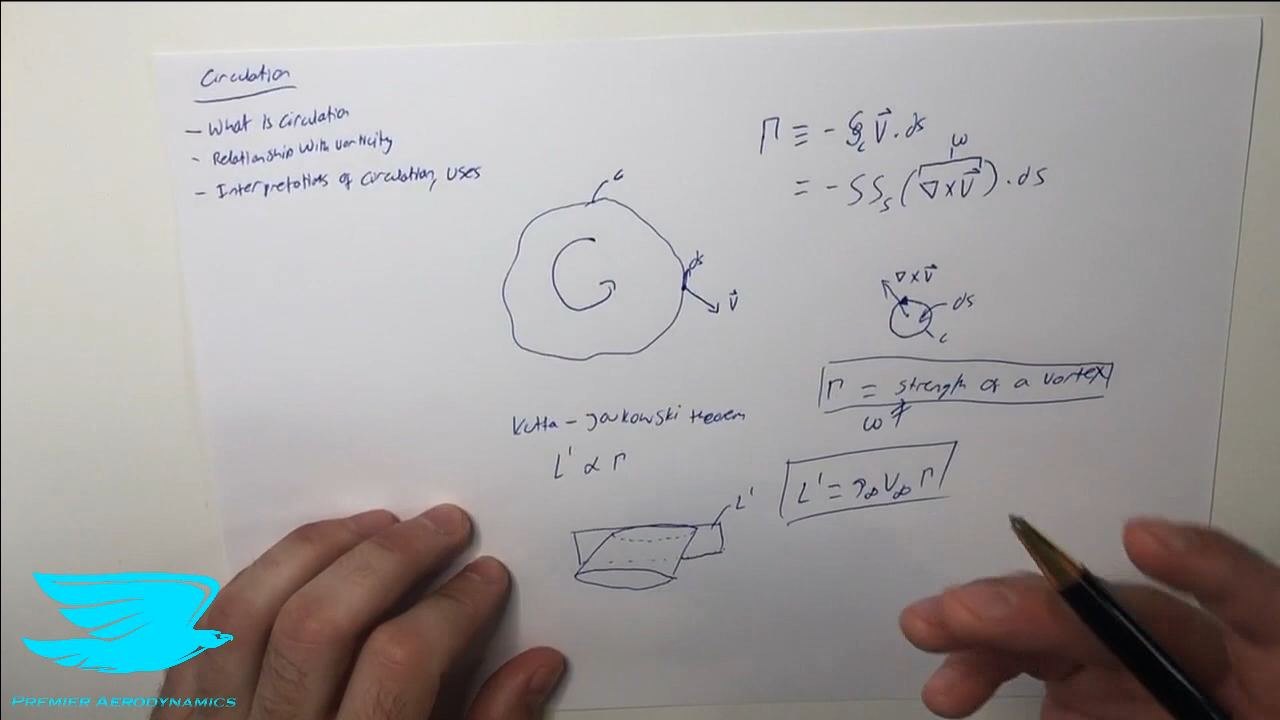 Circulation
- What is Circulation
- Relationship with vorticity
- Interpretations of circulation, uses
Γ ≡ - ∮c V⃗ . ds
ω
= - SSs (∇ x V⃗) . ds
c
ds
V⃗
∇ x V⃗
ds
c
Γ = strength of a vortex
ω ↗
Kutta - Joukowski theorem
L' ∝ Γ
L' = ρ∞ V∞ Γ
L'
PREMIER AERODYNAMICS